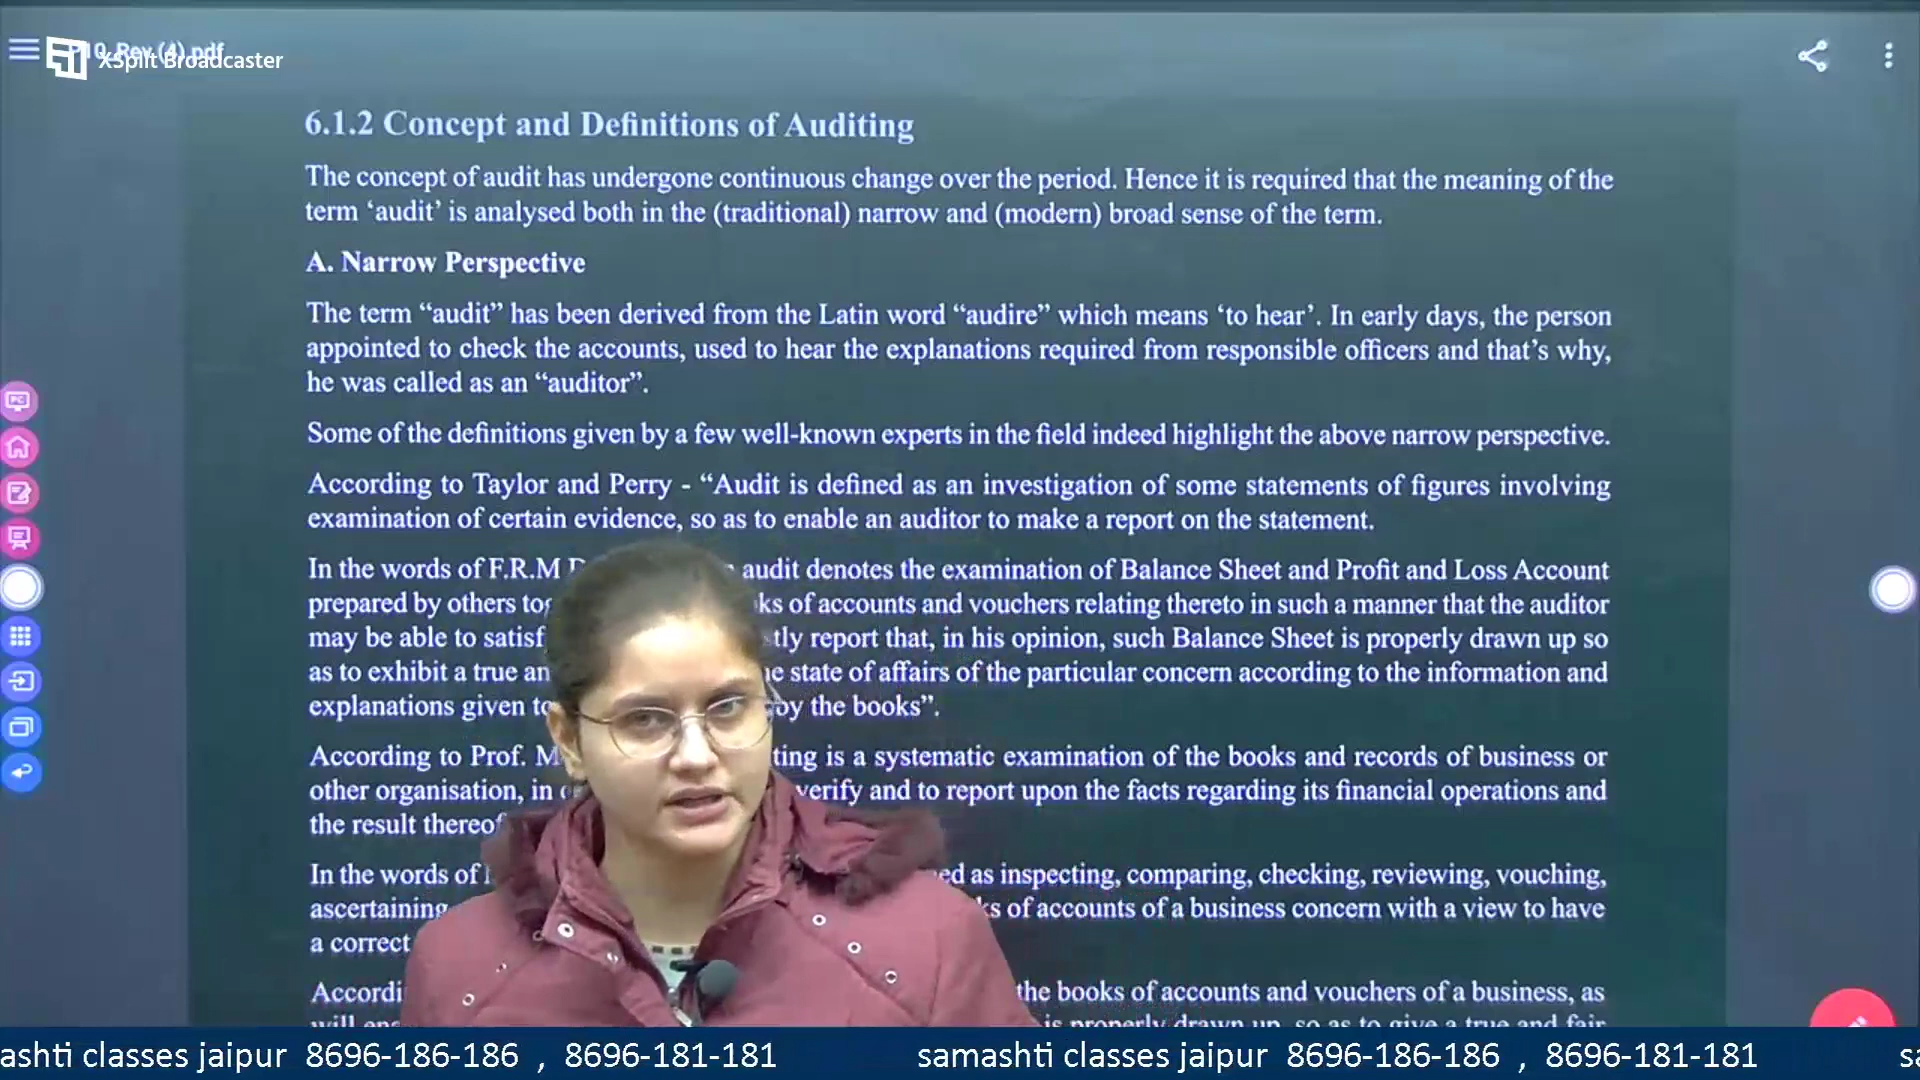 P10_Rev (4).pdf
XSplit Broadcaster
6.1.2 Concept and Definitions of Auditing
The concept of audit has undergone continuous change over the period. Hence it is required that the meaning of the
term ‘audit’ is analysed both in the (traditional) narrow and (modern) broad sense of the term.
A. Narrow Perspective
The term “audit” has been derived from the Latin word “audire” which means ‘to hear’. In early days, the person
appointed to check the accounts, used to hear the explanations required from responsible officers and that’s why,
he was called as an “auditor”.
Some of the definitions given by a few well-known experts in the field indeed highlight the above narrow perspective.
According to Taylor and Perry - “Audit is defined as an investigation of some statements of figures involving
examination of certain evidence, so as to enable an auditor to make a report on the statement.
In the words of F.R.M audit denotes the examination of Balance Sheet and Profit and Loss Account
prepared by others of accounts and vouchers relating thereto in such a manner that the auditor
may be able to report that, in his opinion, such Balance Sheet is properly drawn up so
as to exhibit a true state of affairs of the particular concern according to the information and
explanations given by the books”.
According to Prof. is a systematic examination of the books and records of business or
other organisation, in verify and to report upon the facts regarding its financial operations and
the result thereof
In the words of as inspecting, comparing, checking, reviewing, vouching,
ascertaining of accounts of a business concern with a view to have
a correct
the books of accounts and vouchers of a business, as
is properly drawn up, so as to give a true and fair
ashti classes jaipur 8696-186-186 , 8696-181-181 samashti classes jaipur 8696-186-186 , 8696-181-181